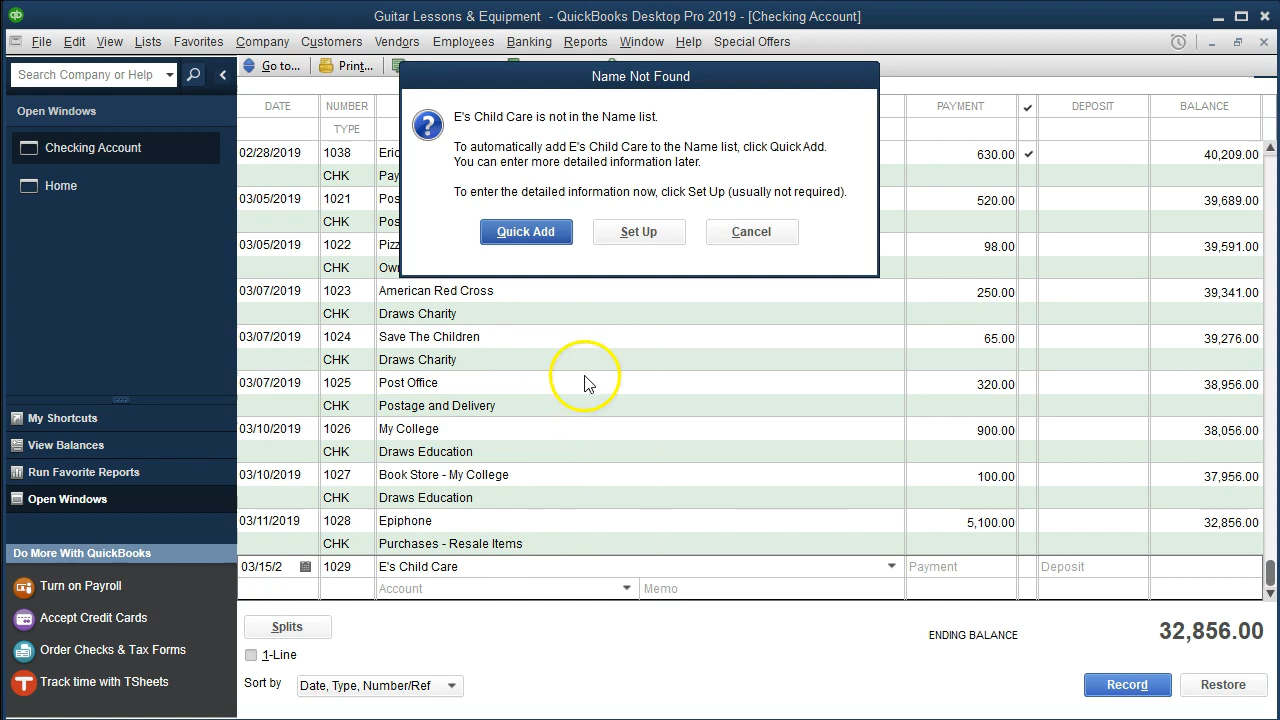 qb
Guitar Lessons & Equipment - QuickBooks Desktop Pro 2019 - [Checking Account]
File Edit View Lists Favorites Company Customers Vendors Employees Banking Reports Window Help Special Offers
Search Company or Help
Go to... Print...
Open Windows
Checking Account
Home
My Shortcuts
View Balances
Run Favorite Reports
Open Windows
Do More With QuickBooks
Turn on Payroll
Accept Credit Cards
Order Checks & Tax Forms
Track time with TSheets
Name Not Found
E's Child Care is not in the Name list.
To automatically add E's Child Care to the Name list, click Quick Add.
You can enter more detailed information later.
To enter the detailed information now, click Set Up (usually not required).
Quick Add Set Up Cancel
DATE NUMBER PAYMENT ✓ DEPOSIT BALANCE
TYPE
02/28/2019 1038 Eric 630.00 ✓ 40,209.00
CHK Pay
03/05/2019 1021 Pos 520.00 39,689.00
CHK Pos
03/05/2019 1022 Pizz 98.00 39,591.00
CHK Own
03/07/2019 1023 American Red Cross 250.00 39,341.00
CHK Draws Charity
03/07/2019 1024 Save The Children 65.00 39,276.00
CHK Draws Charity
03/07/2019 1025 Post Office 320.00 38,956.00
CHK Postage and Delivery
03/10/2019 1026 My College 900.00 38,056.00
CHK Draws Education
03/10/2019 1027 Book Store - My College 100.00 37,956.00
CHK Draws Education
03/11/2019 1028 Epiphone 5,100.00 32,856.00
CHK Purchases - Resale Items
03/15/2 1029 E's Child Care Payment Deposit
Account Memo
Splits
ENDING BALANCE 32,856.00
1-Line
Sort by Date, Type, Number/Ref
Record Restore